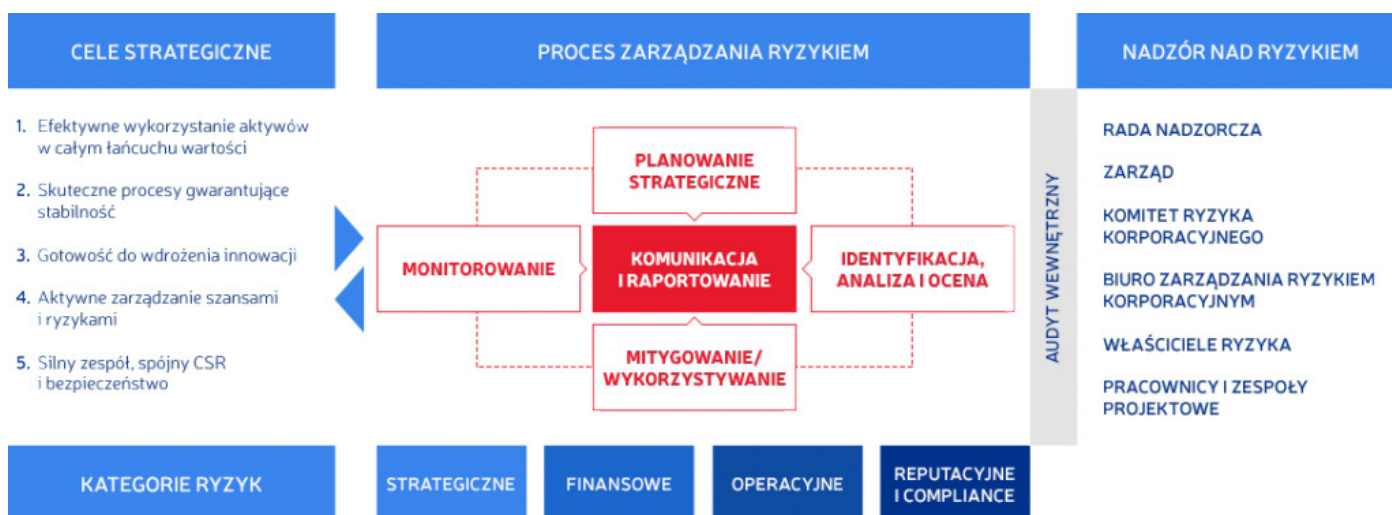 CELE STRATEGICZNE
1. Efektywne wykorzystanie aktywów
w całym łańcuchu wartości
2. Skuteczne procesy gwarantujące
stabilność
3. Gotowość do wdrożenia innowacji
4. Aktywne zarządzanie szansami
i ryzykami
5. Silny zespół, spójny CSR
i bezpieczeństwo
PROCES ZARZĄDZANIA RYZYKIEM
PLANOWANIE
STRATEGICZNE
MONITOROWANIE
KOMUNIKACJA
I RAPORTOWANIE
IDENTYFIKACJA,
ANALIZA I OCENA
MITYGOWANIE/
WYKORZYSTYWANIE
AUDYT WEWNĘTRZNY
NADZÓR NAD RYZYKIEM
RADA NADZORCZA
ZARZĄD
KOMITET RYZYKA
KORPORACYJNEGO
BIURO ZARZĄDZANIA RYZYKIEM
KORPORACYJNYM
WŁAŚCICIELE RYZYKA
PRACOWNICY I ZESPOŁY
PROJEKTOWE
KATEGORIE RYZYK
STRATEGICZNE
FINANSOWE
OPERACYJNE
REPUTACYJNE
I COMPLIANCE